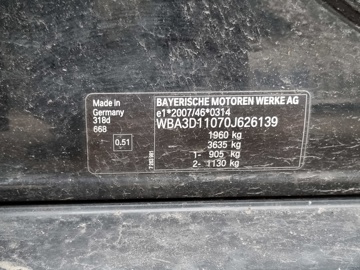 Made in
Germany
318d
668
0.51
BAYERISCHE MOTOREN WERKE AG
e1*2007/46*0314
WBA3D11070J626139
1960 kg
3635 kg
1- 905 kg
2- 1130 kg